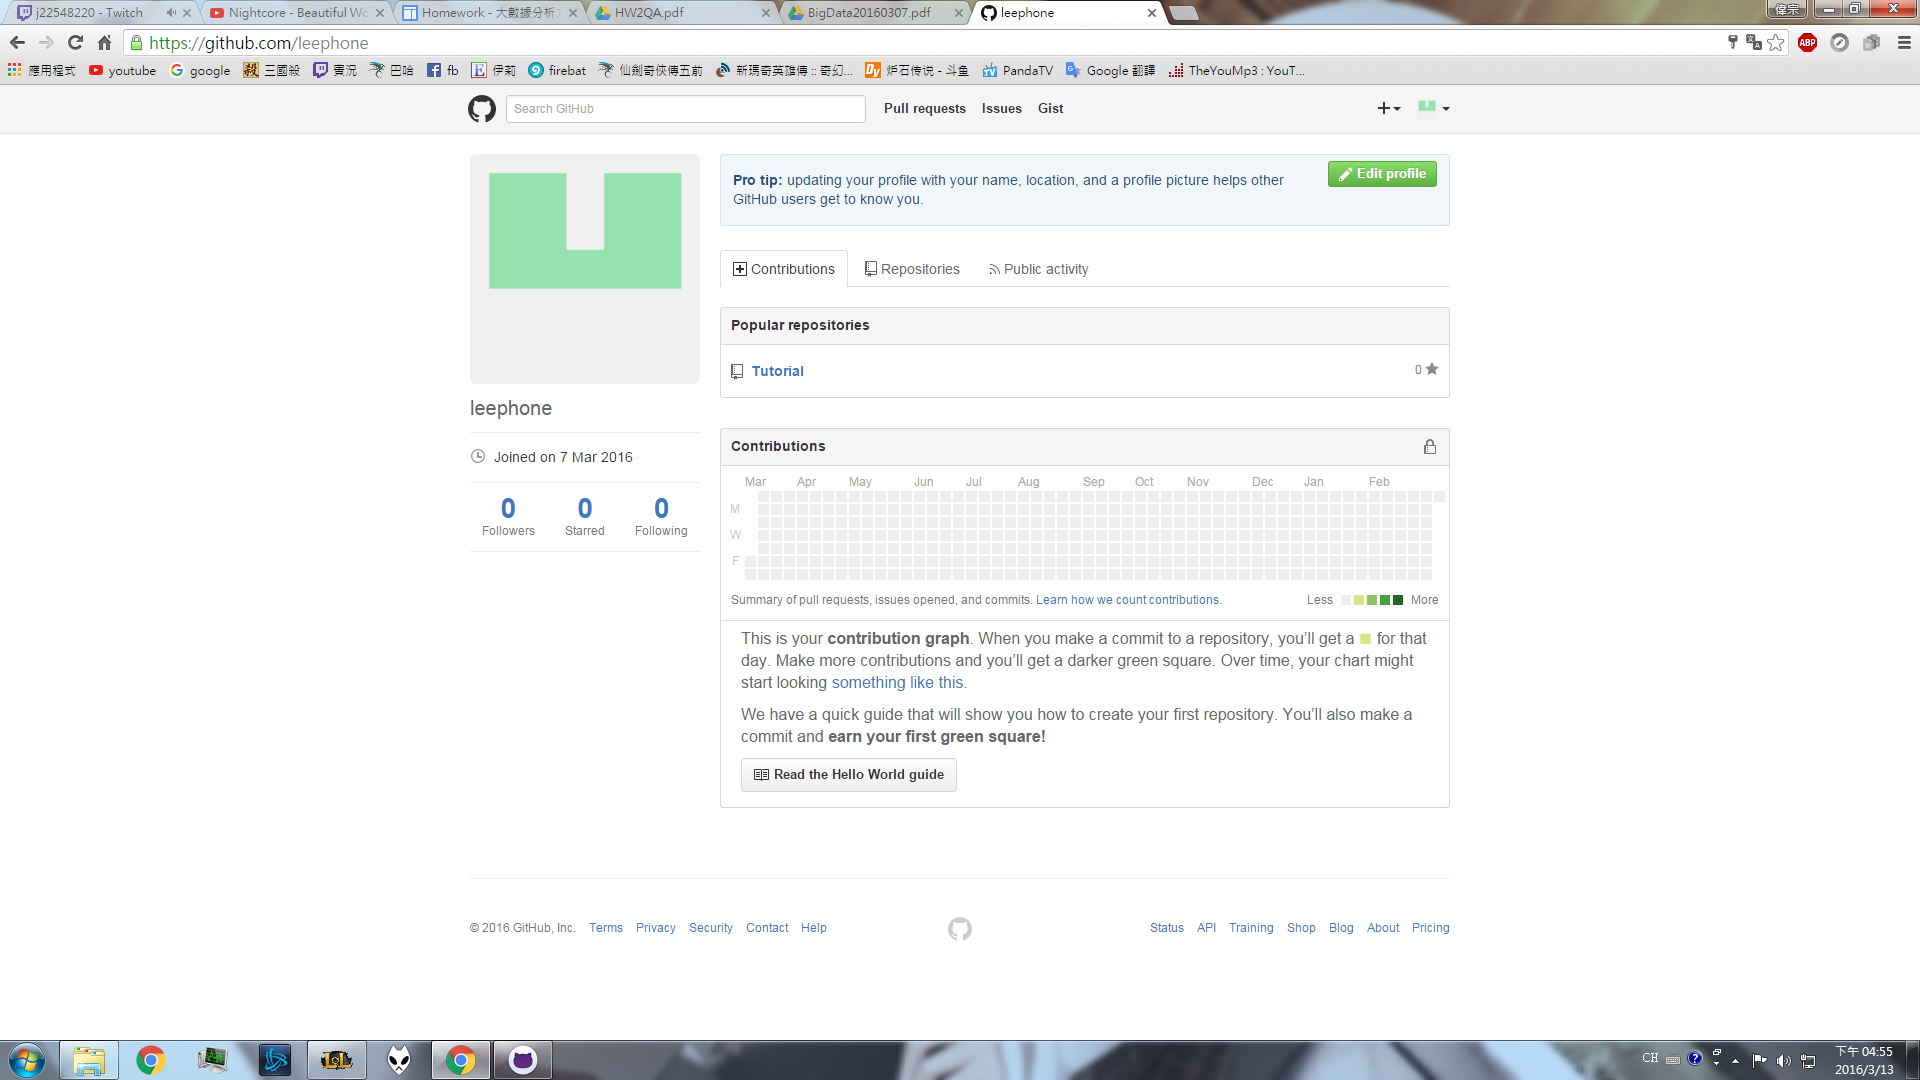 j22548220 - Twitch
Nightcore - Beautiful Wo
Homework - 大數據分析方
HW2QA.pdf
BigData20160307.pdf
leephone
偉宗
https://github.com/leephone
應用程式
youtube
google
三國殺
實況
巴哈
fb
伊莉
firebat
仙劍奇俠傳五前
新瑪奇英雄傳 :: 奇幻...
炉石传说 - 斗鱼
PandaTV
Google 翻譯
TheYouMp3 : YouT...
Search GitHub
Pull requests
Issues
Gist
Pro tip: updating your profile with your name, location, and a profile picture helps other
GitHub users get to know you.
Edit profile
Contributions
Repositories
Public activity
Popular repositories
Tutorial
0
leephone
Joined on 7 Mar 2016
0
Followers
0
Starred
0
Following
Contributions
Mar Apr May Jun Jul Aug Sep Oct Nov Dec Jan Feb
M
W
F
Summary of pull requests, issues opened, and commits. Learn how we count contributions.
Less
More
This is your contribution graph. When you make a commit to a repository, you'll get a for that
day. Make more contributions and you'll get a darker green square. Over time, your chart might
start looking something like this.
We have a quick guide that will show you how to create your first repository. You'll also make a
commit and earn your first green square!
Read the Hello World guide
© 2016 GitHub, Inc. Terms Privacy Security Contact Help
Status API Training Shop Blog About Pricing
CH
下午 04:55
2016/3/13